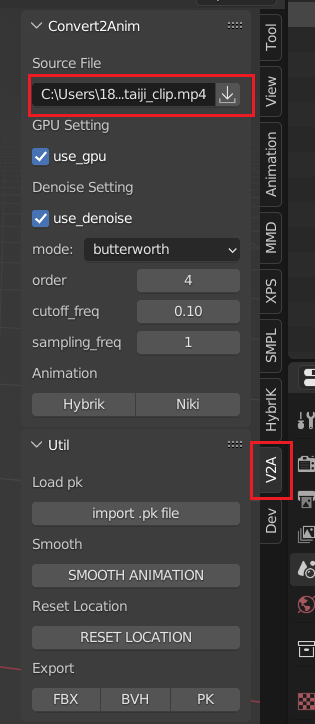 Convert2Anim
Source File
C:\Users\18...taiji_clip.mp4
GPU Setting
use_gpu
Denoise Setting
use_denoise
mode: butterworth
order 4
cutoff_freq 0.10
sampling_freq 1
Animation
Hybrik Niki
Util
Load pk
import .pk file
Smooth
SMOOTH ANIMATION
Reset Location
RESET LOCATION
Export
FBX BVH PK
Tool
View
Animation
MMD
XPS
SMPL
HybrIK
V2A
Dev